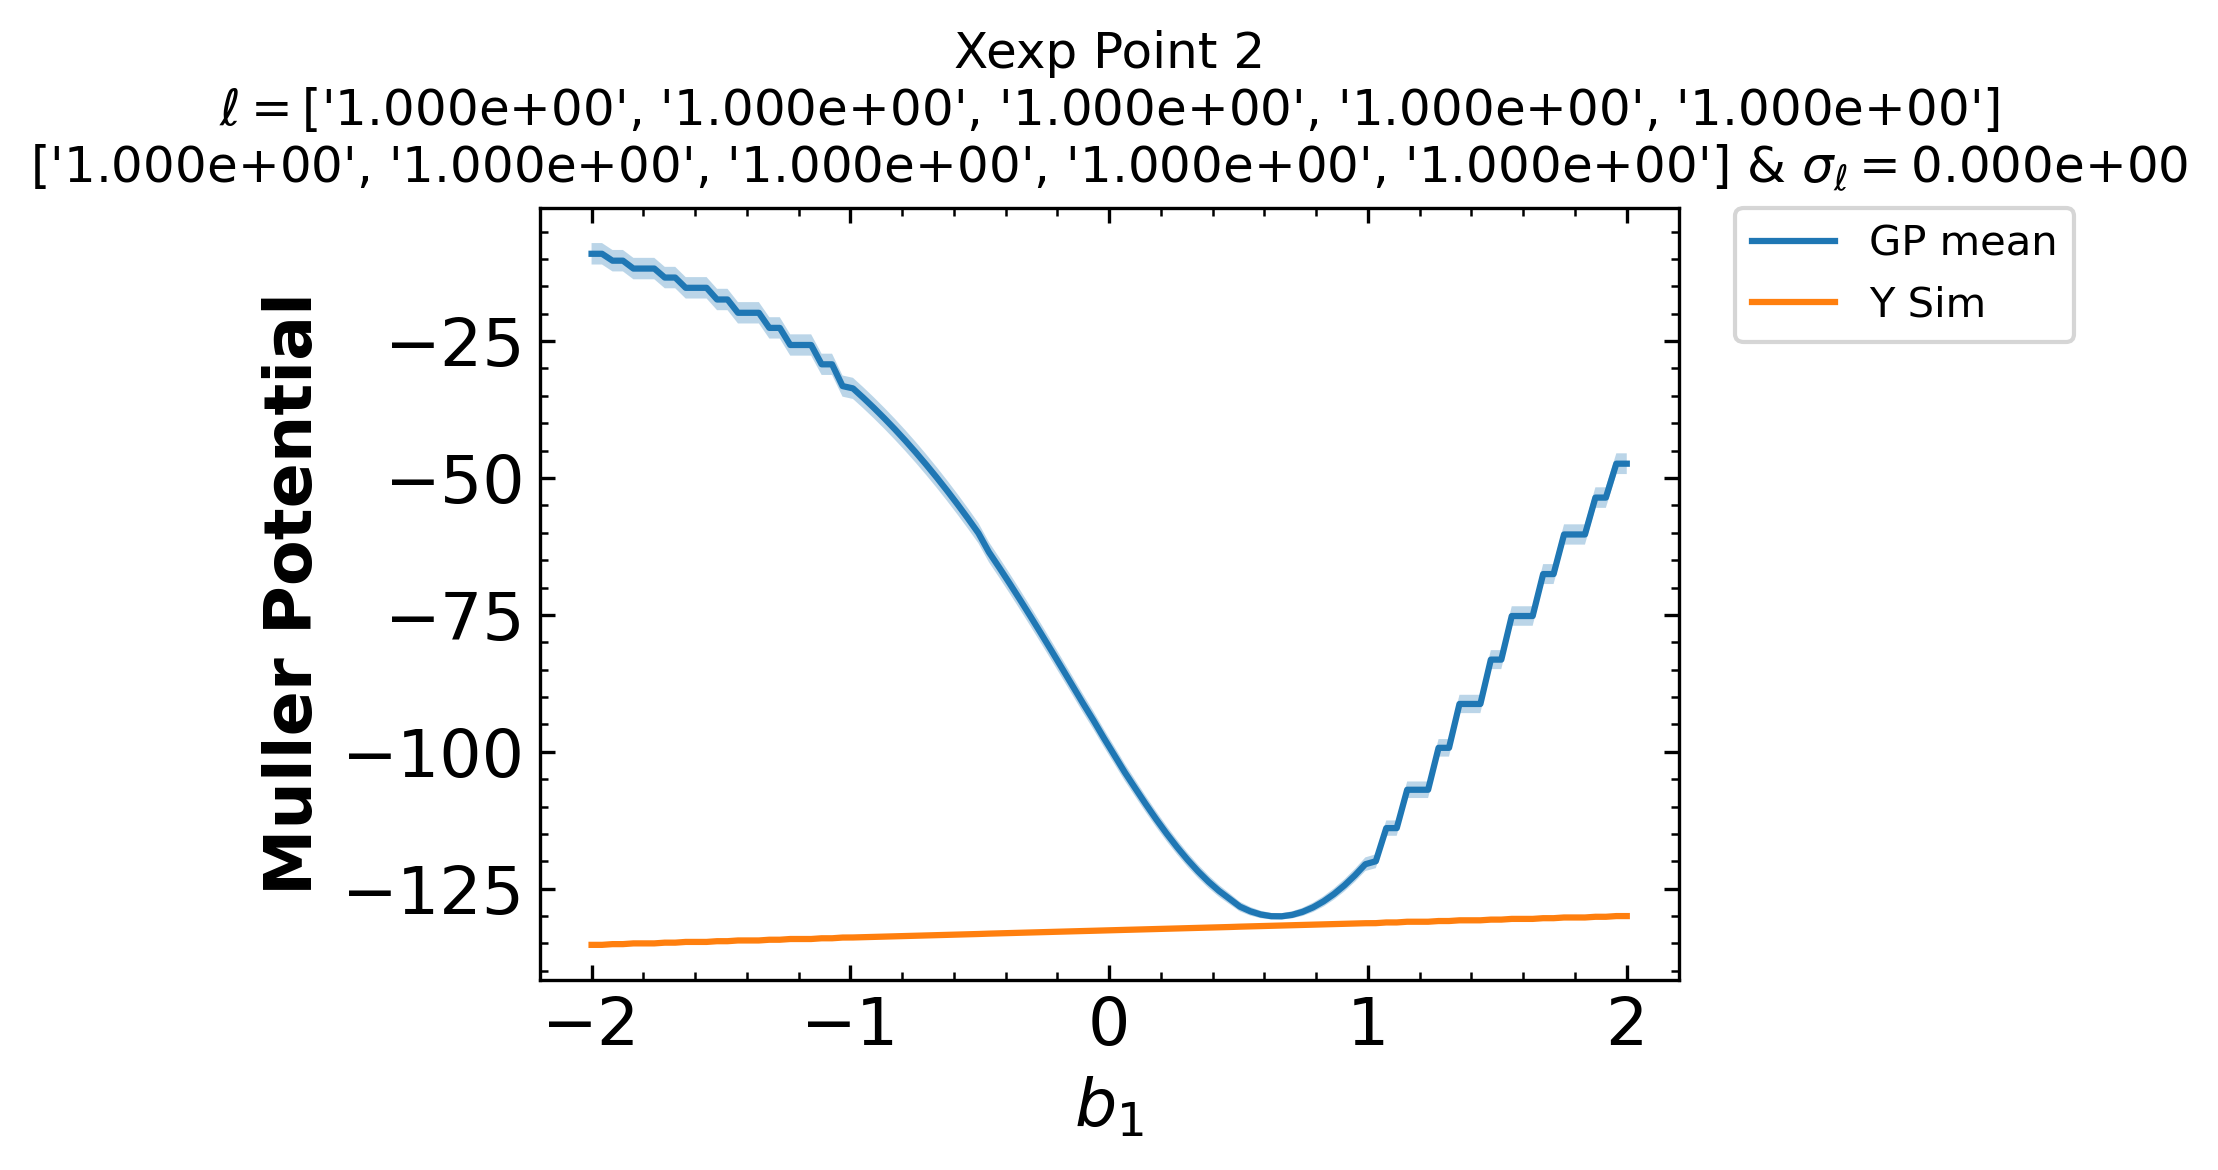 Xexp Point 2
ℓ = ['1.000e+00', '1.000e+00', '1.000e+00', '1.000e+00', '1.000e+00']
['1.000e+00', '1.000e+00', '1.000e+00', '1.000e+00', '1.000e+00'] & σ_ℓ = 0.000e+00
GP mean
Y Sim
Muller Potential
−25
−50
−75
−100
−125
−2 −1 0 1 2
b₁